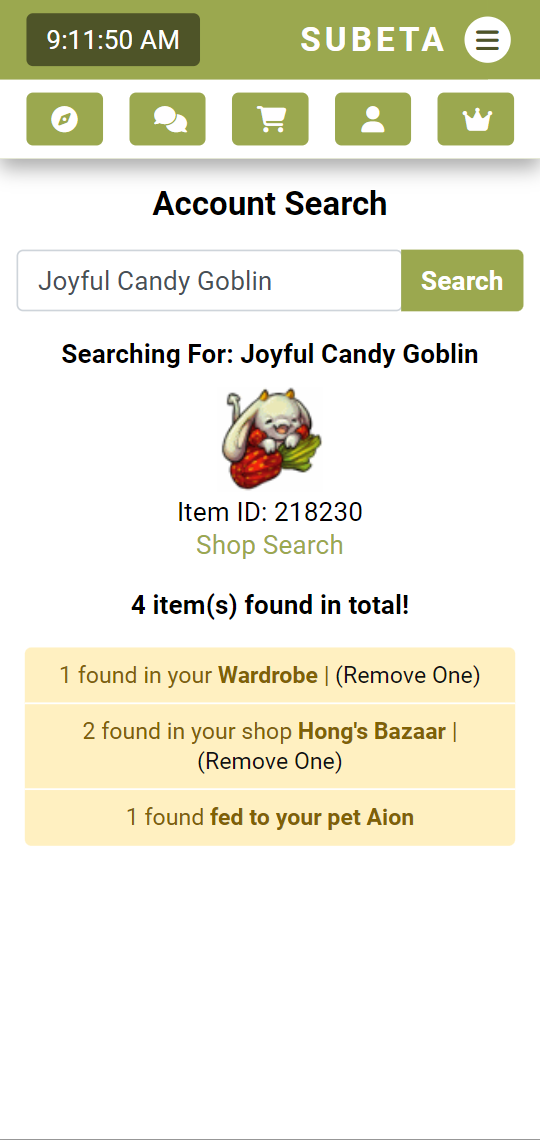 9:11:50 AM
SUBETA
Account Search
Joyful Candy Goblin
Search
Searching For: Joyful Candy Goblin
Item ID: 218230
Shop Search
4 item(s) found in total!
1 found in your Wardrobe | (Remove One)
2 found in your shop Hong's Bazaar |
(Remove One)
1 found fed to your pet Aion